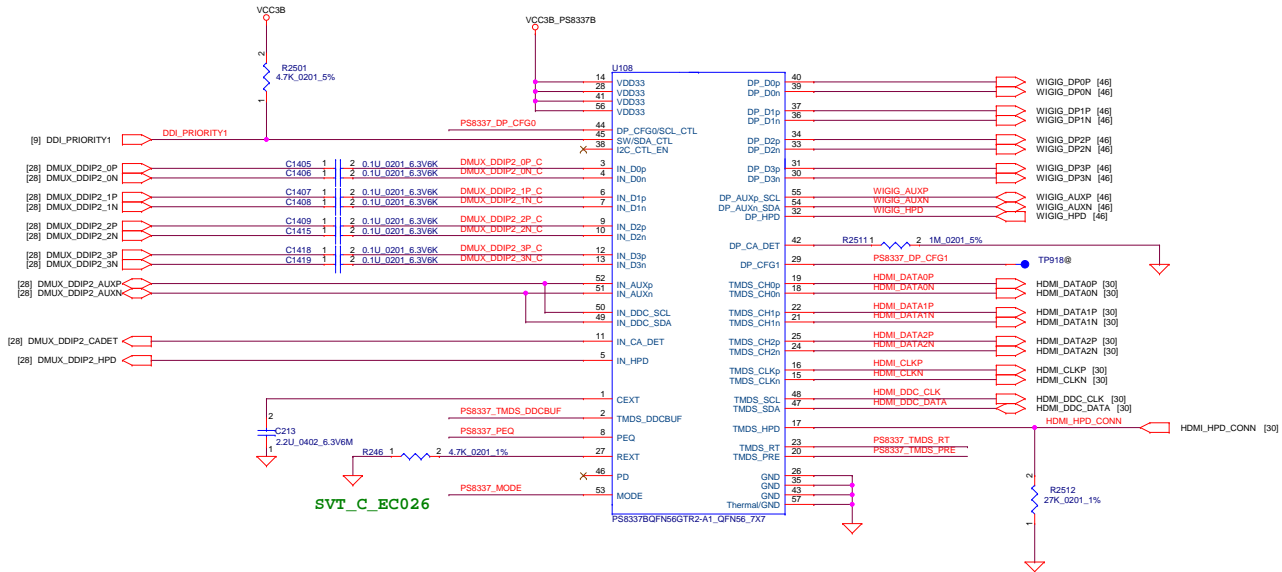 VCC3B
VCC3B_PS8337B
2
R2501
4.7K_0201_5%
1
U108
14 VDD33
28 VDD33
41 VDD33
56 VDD33
PS8337_DP_CFG0 44 DP_CFG0/SCL_CTL
[9] DDI_PRIORITY1 DDI_PRIORITY1 45 SW/SDA_CTL
38 I2C_CTL_EN
[28] DMUX_DDIP2_0P C1405 1 2 0.1U_0201_6.3V6K DMUX_DDIP2_0P_C 3 IN_D0p
[28] DMUX_DDIP2_0N C1406 1 2 0.1U_0201_6.3V6K DMUX_DDIP2_0N_C 4 IN_D0n
[28] DMUX_DDIP2_1P C1407 1 2 0.1U_0201_6.3V6K DMUX_DDIP2_1P_C 6 IN_D1p
[28] DMUX_DDIP2_1N C1408 1 2 0.1U_0201_6.3V6K DMUX_DDIP2_1N_C 7 IN_D1n
[28] DMUX_DDIP2_2P C1409 1 2 0.1U_0201_6.3V6K DMUX_DDIP2_2P_C 9 IN_D2p
[28] DMUX_DDIP2_2N C1415 1 2 0.1U_0201_6.3V6K DMUX_DDIP2_2N_C 10 IN_D2n
[28] DMUX_DDIP2_3P C1418 1 2 0.1U_0201_6.3V6K DMUX_DDIP2_3P_C 12 IN_D3p
[28] DMUX_DDIP2_3N C1419 1 2 0.1U_0201_6.3V6K DMUX_DDIP2_3N_C 13 IN_D3n
[28] DMUX_DDIP2_AUXP 52 IN_AUXp
[28] DMUX_DDIP2_AUXN 51 IN_AUXn
50 IN_DDC_SCL
49 IN_DDC_SDA
[28] DMUX_DDIP2_CADET 11 IN_CA_DET
[28] DMUX_DDIP2_HPD 5 IN_HPD
1 CEXT
2
C213
2.2U_0402_6.3V6M
1
PS8337_TMDS_DDCBUF 2 TMDS_DDCBUF
PS8337_PEQ 8 PEQ
R246 1 2 4.7K_0201_1% 27 REXT
46 PD
PS8337_MODE 53 MODE
SVT_C_EC026
DP_D0p 40 WIGIG_DP0P [46]
DP_D0n 39 WIGIG_DP0N [46]
DP_D1p 37 WIGIG_DP1P [46]
DP_D1n 36 WIGIG_DP1N [46]
DP_D2p 34 WIGIG_DP2P [46]
DP_D2n 33 WIGIG_DP2N [46]
DP_D3p 31 WIGIG_DP3P [46]
DP_D3n 30 WIGIG_DP3N [46]
DP_AUXp_SCL 55 WIGIG_AUXP WIGIG_AUXP [46]
DP_AUXn_SDA 54 WIGIG_AUXN WIGIG_AUXN [46]
DP_HPD 32 WIGIG_HPD WIGIG_HPD [46]
DP_CA_DET 42 R2511 1 2 1M_0201_5%
DP_CFG1 29 PS8337_DP_CFG1 TP918@
TMDS_CH0p 19 HDMI_DATA0P HDMI_DATA0P [30]
TMDS_CH0n 18 HDMI_DATA0N HDMI_DATA0N [30]
TMDS_CH1p 22 HDMI_DATA1P HDMI_DATA1P [30]
TMDS_CH1n 21 HDMI_DATA1N HDMI_DATA1N [30]
TMDS_CH2p 25 HDMI_DATA2P HDMI_DATA2P [30]
TMDS_CH2n 24 HDMI_DATA2N HDMI_DATA2N [30]
TMDS_CLKp 16 HDMI_CLKP HDMI_CLKP [30]
TMDS_CLKn 15 HDMI_CLKN HDMI_CLKN [30]
TMDS_SCL 48 HDMI_DDC_CLK HDMI_DDC_CLK [30]
TMDS_SDA 47 HDMI_DDC_DATA HDMI_DDC_DATA [30]
TMDS_HPD 17 HDMI_HPD_CONN HDMI_HPD_CONN [30]
TMDS_RT 23 PS8337_TMDS_RT
TMDS_PRE 20 PS8337_TMDS_PRE
GND 26
GND 35
GND 43
Thermal/GND 57
2
R2512
27K_0201_1%
1
PS8337BQFN56GTR2-A1_QFN56_7X7